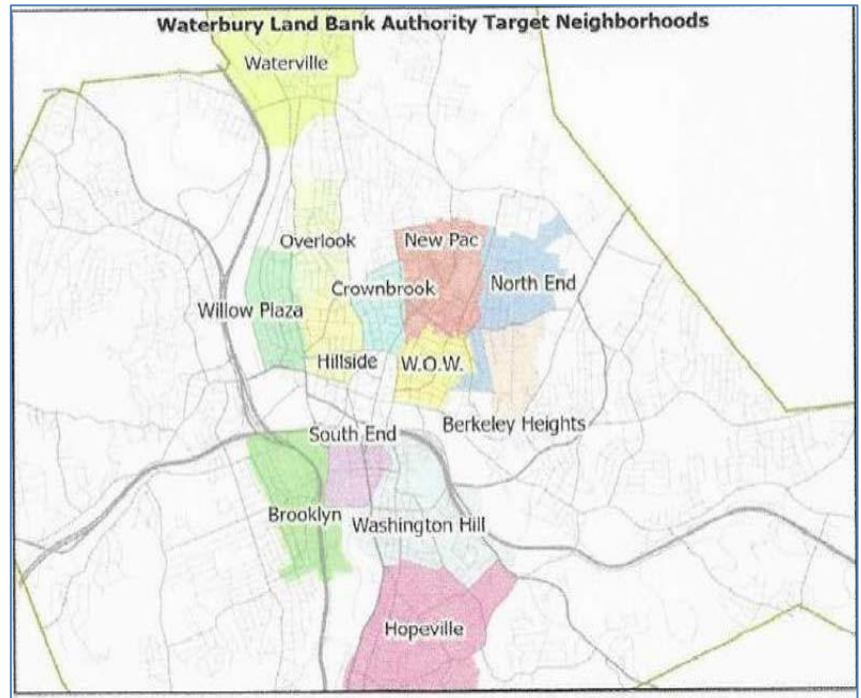 Waterbury Land Bank Authority Target Neighborhoods
Waterville
Overlook
New Pac
Crownbrook
North End
Willow Plaza
Hillside
W.O.W.
Berkeley Heights
South End
Brooklyn
Washington Hill
Hopeville